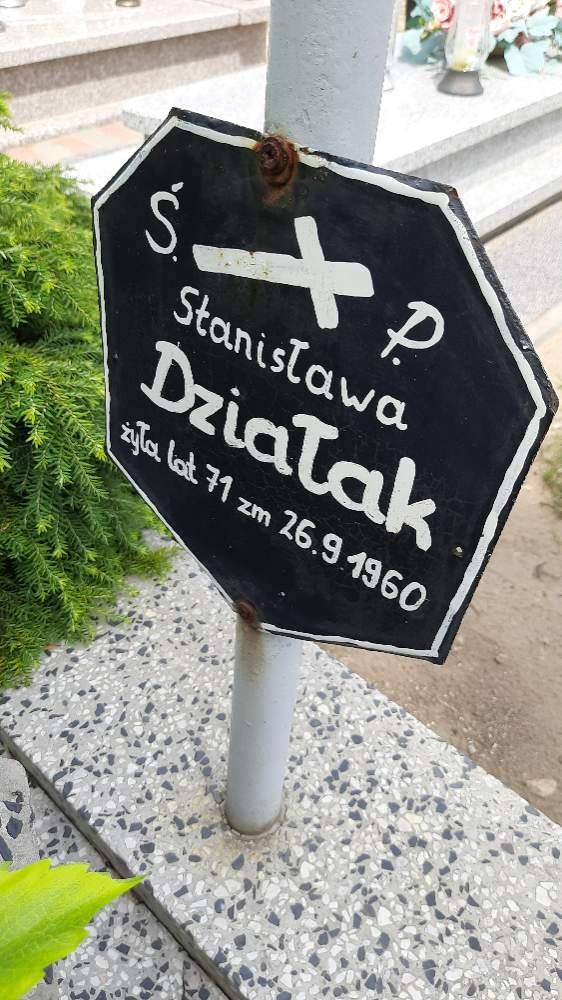 Ś. P.
Stanisława
Działak
żyła lat 71 zm 26.9.1960